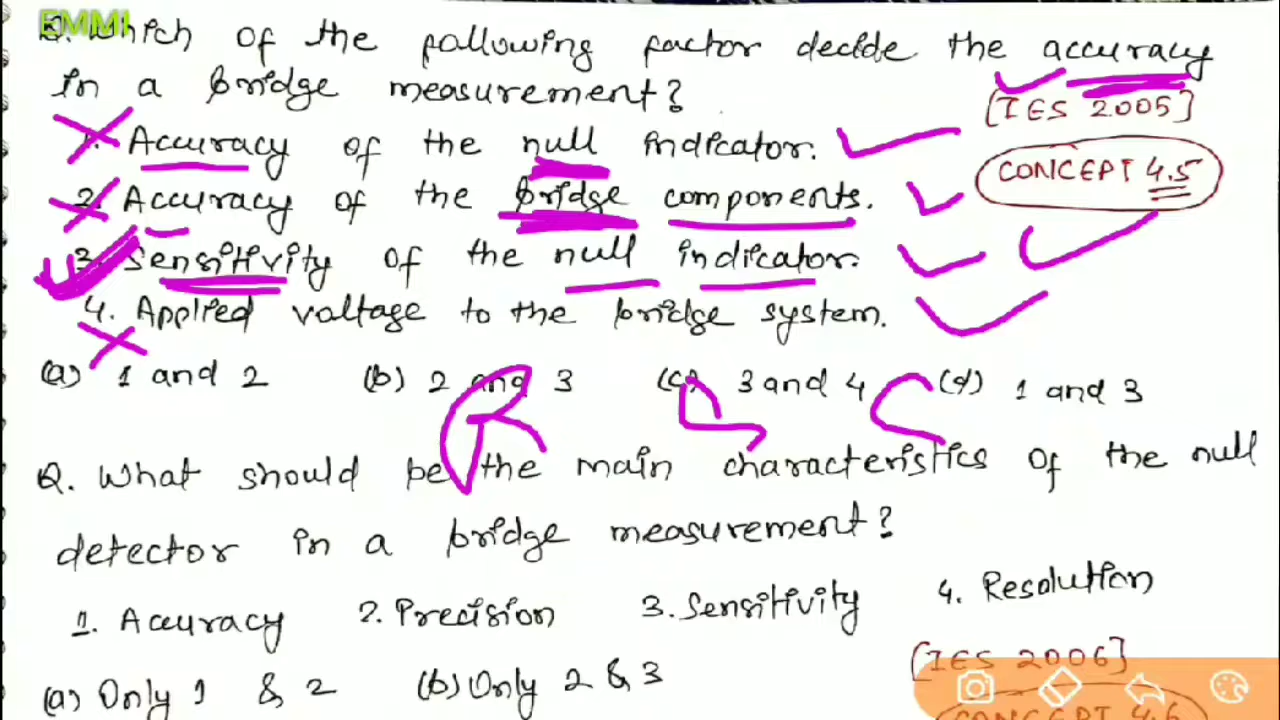 EMMI
Q. Which of the following factor decide the accuracy
in a bridge measurement?
[IES 2005]
1. Accuracy of the null indicator.
CONCEPT 4.5
2. Accuracy of the bridge components.
3. Sensitivity of the null indicator.
4. Applied voltage to the bridge system.
(a) 1 and 2 (b) 2 and 3 (c) 3 and 4 (d) 1 and 3
R L C
Q. What should be the main characteristics of the null
detector in a bridge measurement?
1. Accuracy 2. Precision 3. Sensitivity 4. Resolution
[IES 2006]
(a) Only 1 & 2 (b) Only 2 & 3
CONCEPT 4.6